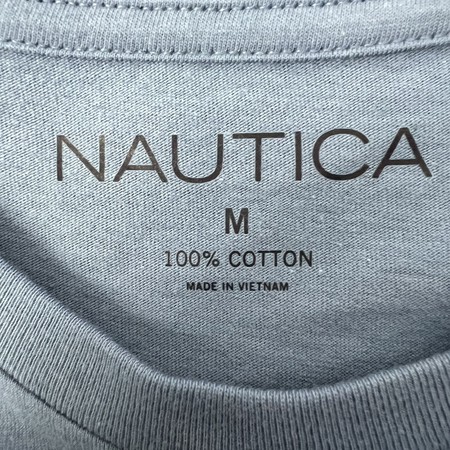 NAUTICA
M
100% COTTON
MADE IN VIETNAM